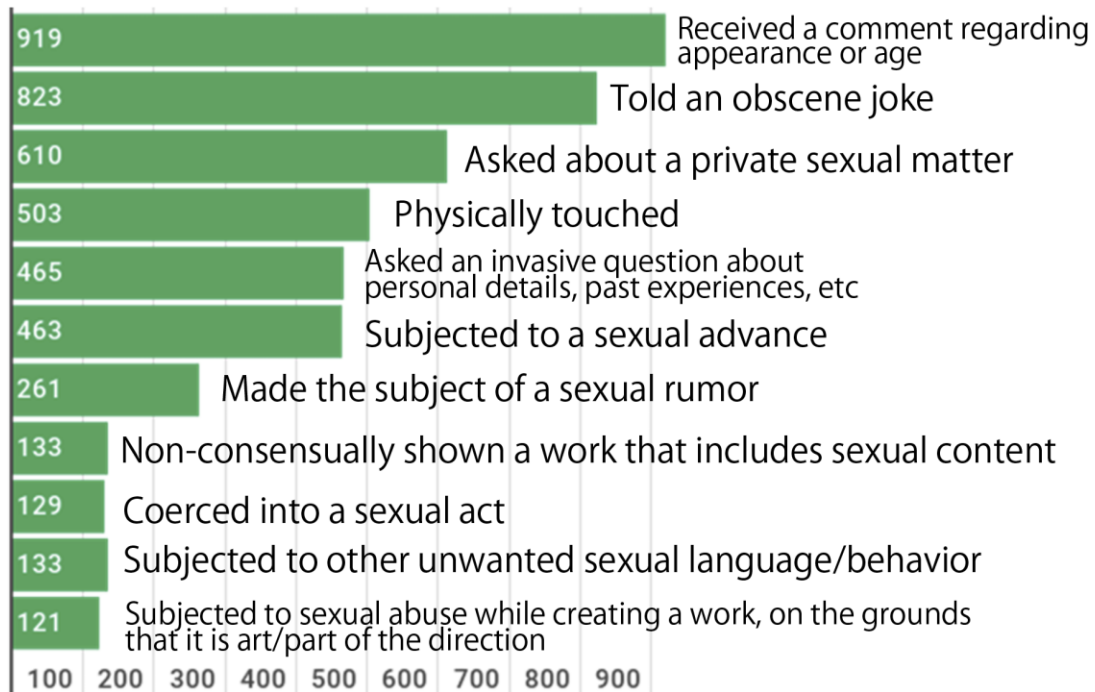 919
Received a comment regarding
appearance or age
823
Told an obscene joke
610
Asked about a private sexual matter
503
Physically touched
465
Asked an invasive question about
personal details, past experiences, etc
463
Subjected to a sexual advance
261
Made the subject of a sexual rumor
133
Non-consensually shown a work that includes sexual content
129
Coerced into a sexual act
133
Subjected to other unwanted sexual language/behavior
121
Subjected to sexual abuse while creating a work, on the grounds
that it is art/part of the direction
100 200 300 400 500 600 700 800 900